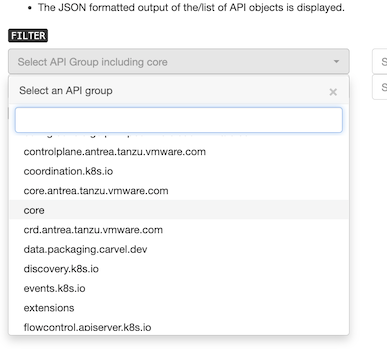 The JSON formatted output of the/list of API objects is displayed.
FILTER
Select API Group including core
S
Select an API group
S
controlplane.antrea.tanzu.vmware.com
coordination.k8s.io
core.antrea.tanzu.vmware.com
core
crd.antrea.tanzu.vmware.com
data.packaging.carvel.dev
discovery.k8s.io
events.k8s.io
extensions
flowcontrol.apiserver.k8s.io